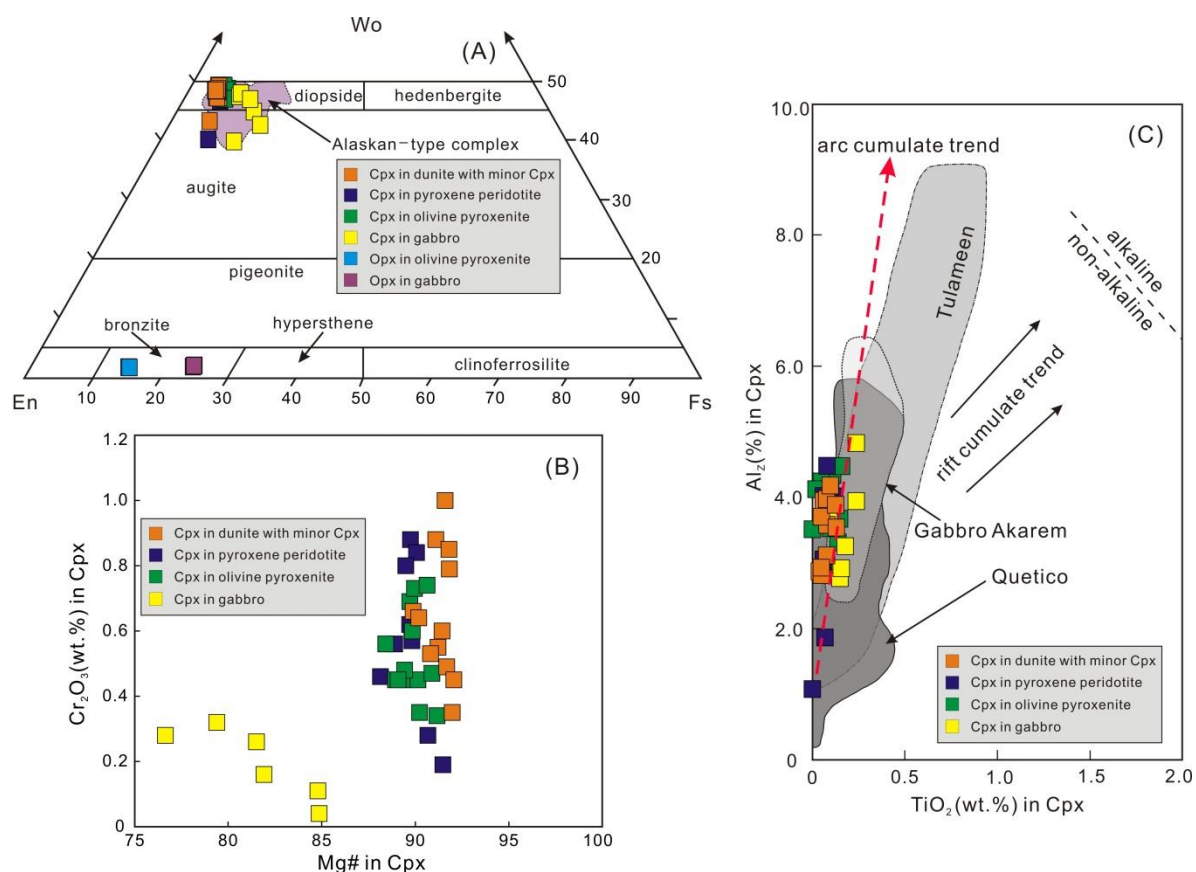 Wo
(A)
50
diopside
hedenbergite
40
Alaskan-type complex
augite
Cpx in dunite with minor Cpx
Cpx in pyroxene peridotite
Cpx in olivine pyroxenite
Cpx in gabbro
Opx in olivine pyroxenite
Opx in gabbro
30
20
pigeonite
bronzite
hypersthene
clinoferrosilite
En
10
20
30
40
50
60
70
80
90
Fs
(B)
Cr2O3(wt.%) in Cpx
1.2
1.0
0.8
0.6
0.4
0.2
0
Cpx in dunite with minor Cpx
Cpx in pyroxene peridotite
Cpx in olivine pyroxenite
Cpx in gabbro
75
80
85
90
95
100
Mg# in Cpx
(C)
AlZ(%) in Cpx
10.0
8.0
6.0
4.0
2.0
0
arc cumulate trend
Tulameen
alkaline
non-alkaline
rift cumulate trend
Gabbro Akarem
Quetico
Cpx in dunite with minor Cpx
Cpx in pyroxene peridotite
Cpx in olivine pyroxenite
Cpx in gabbro
0
0.5
1.0
1.5
2.0
TiO2(wt.%) in Cpx